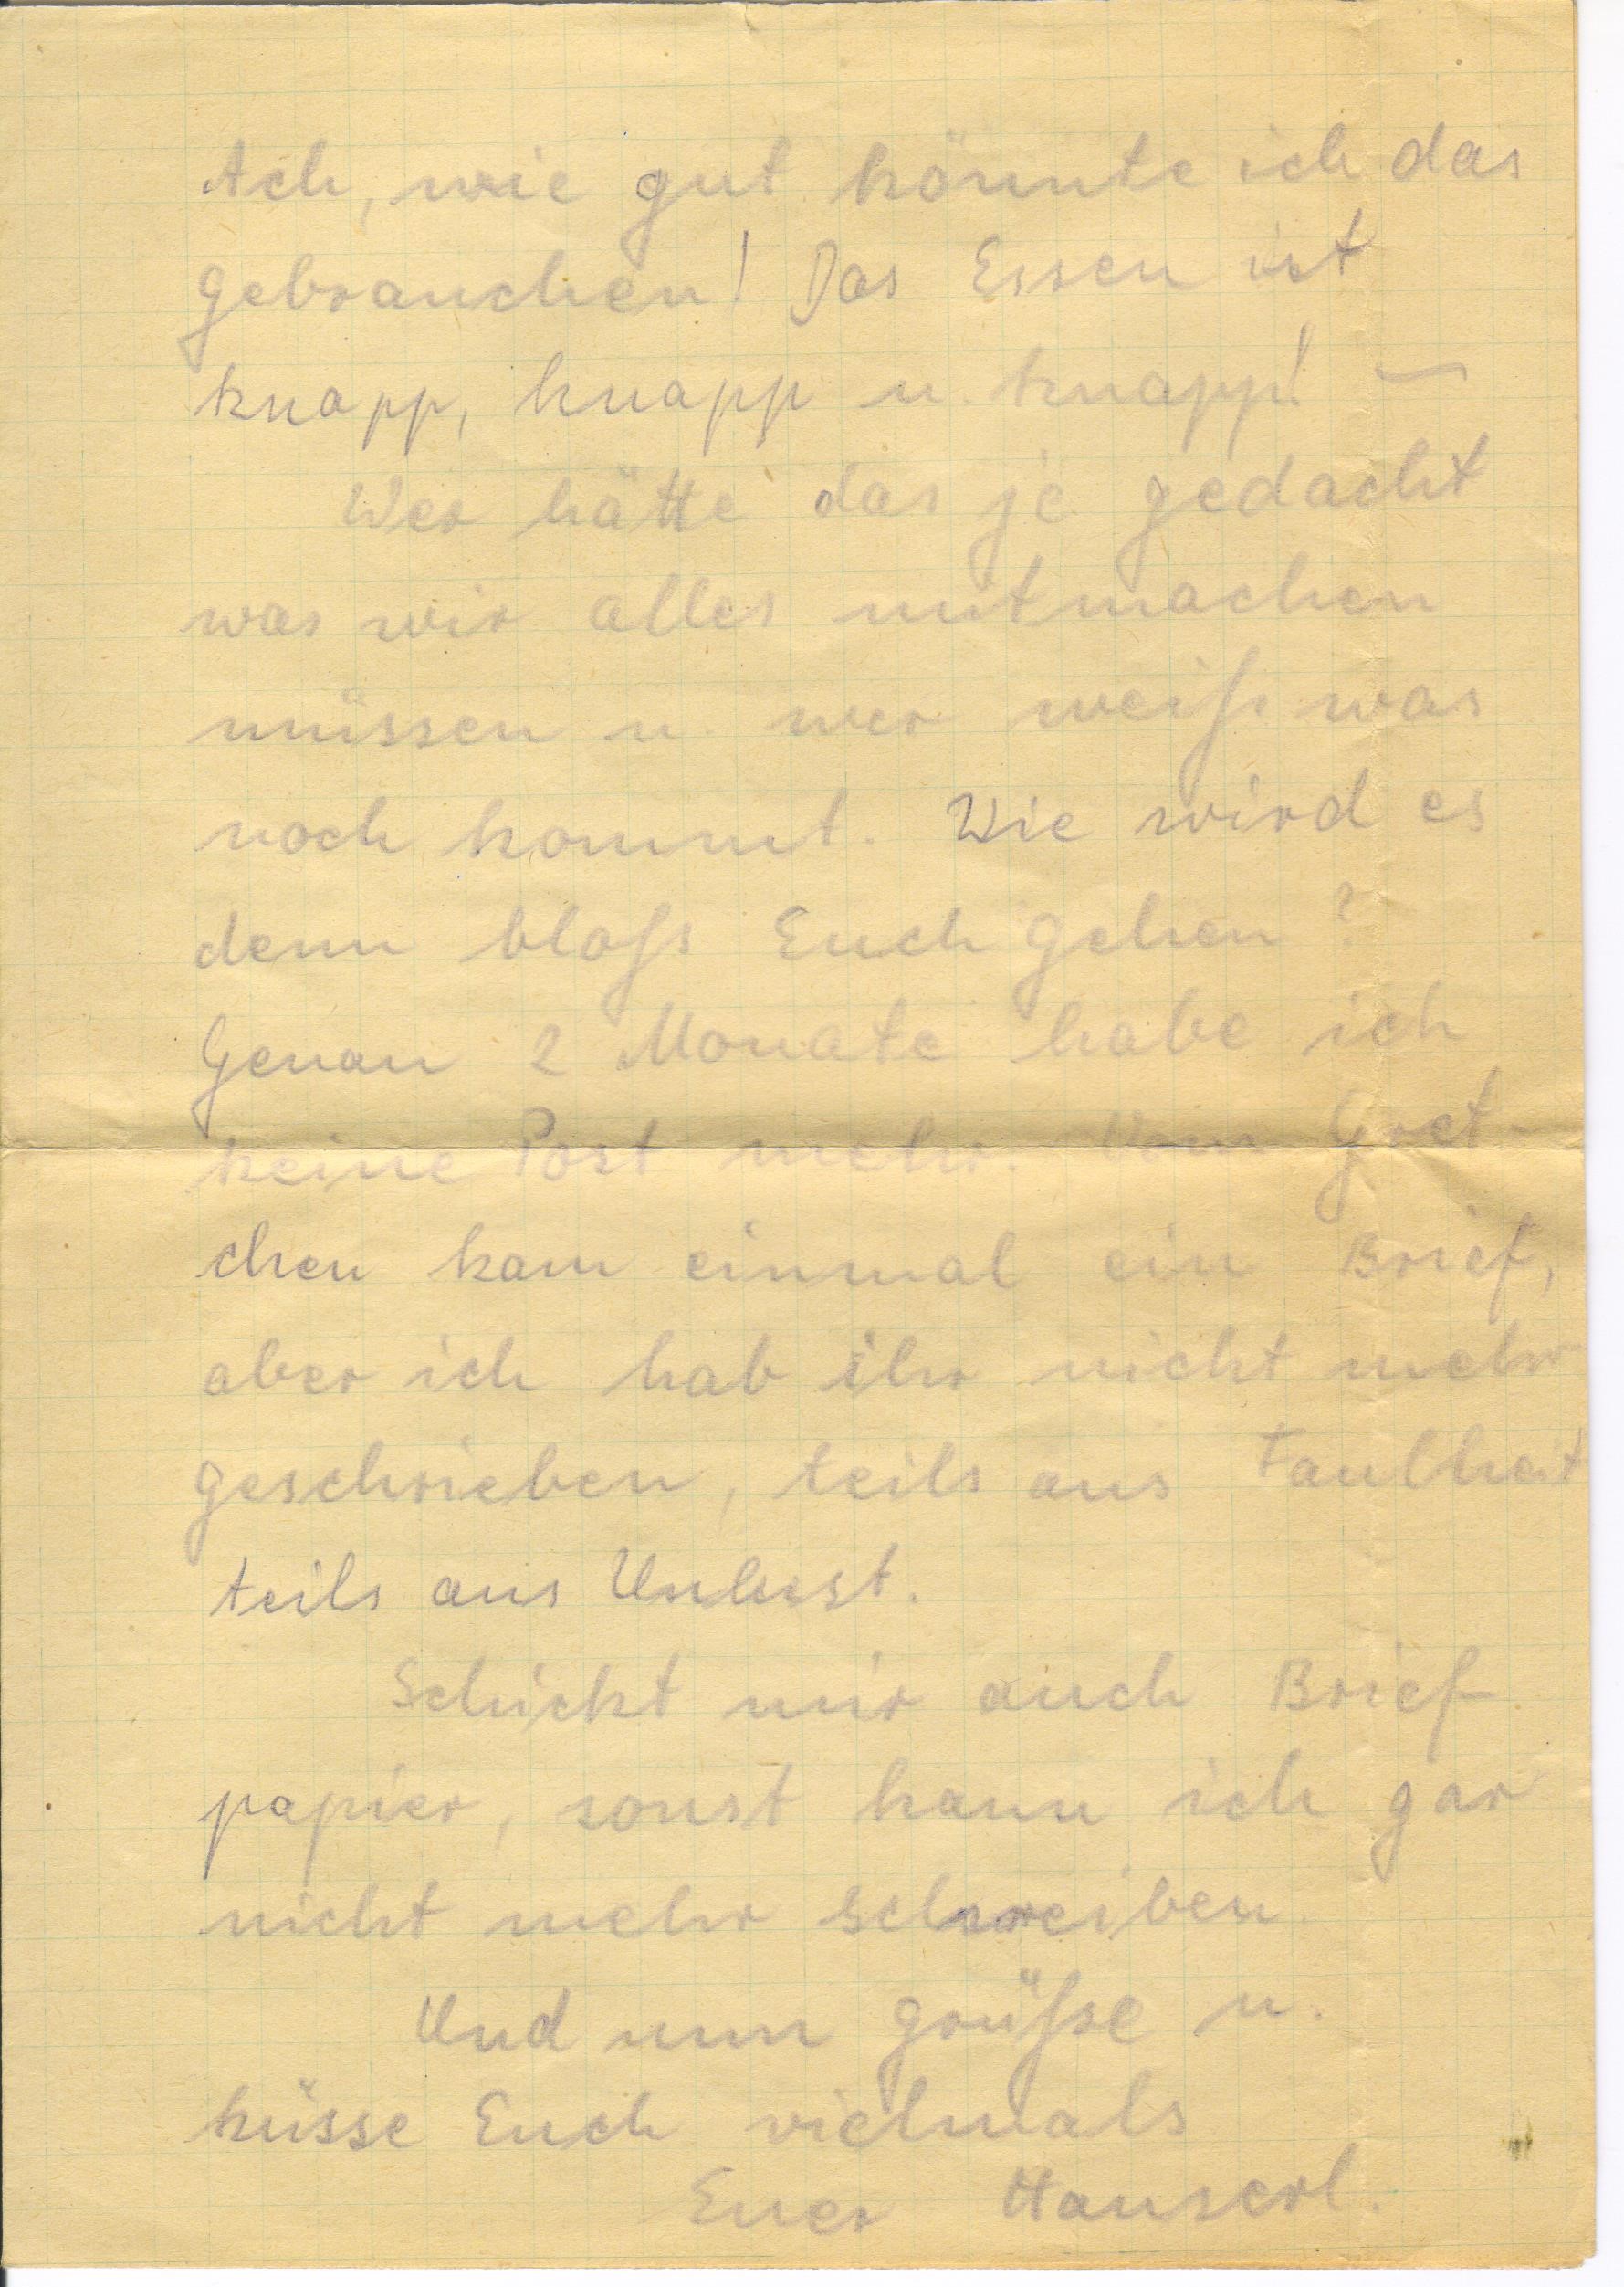 Ach, wie gut könnte ich das
gebrauchen! Das Essen ist
knapp, knapp u. knapp! —
Wer hätte das je gedacht
was wir alles mitmachen
müssen u. wer weiß was
noch kommt. Wie wird es
denn bloß Euch gehen?
Genau 2 Monate habe ich
keine Post mehr. Vom Gret-
chen kam einmal ein Brief,
aber ich hab ihr nicht mehr
geschrieben, teils aus Faulheit
teils aus Unlust.
Schickt mir auch Brief-
papier, sonst kann ich gar
nicht mehr schreiben.
Und nun grüße u.
küsse Euch vielmals
Euer Hanserl.